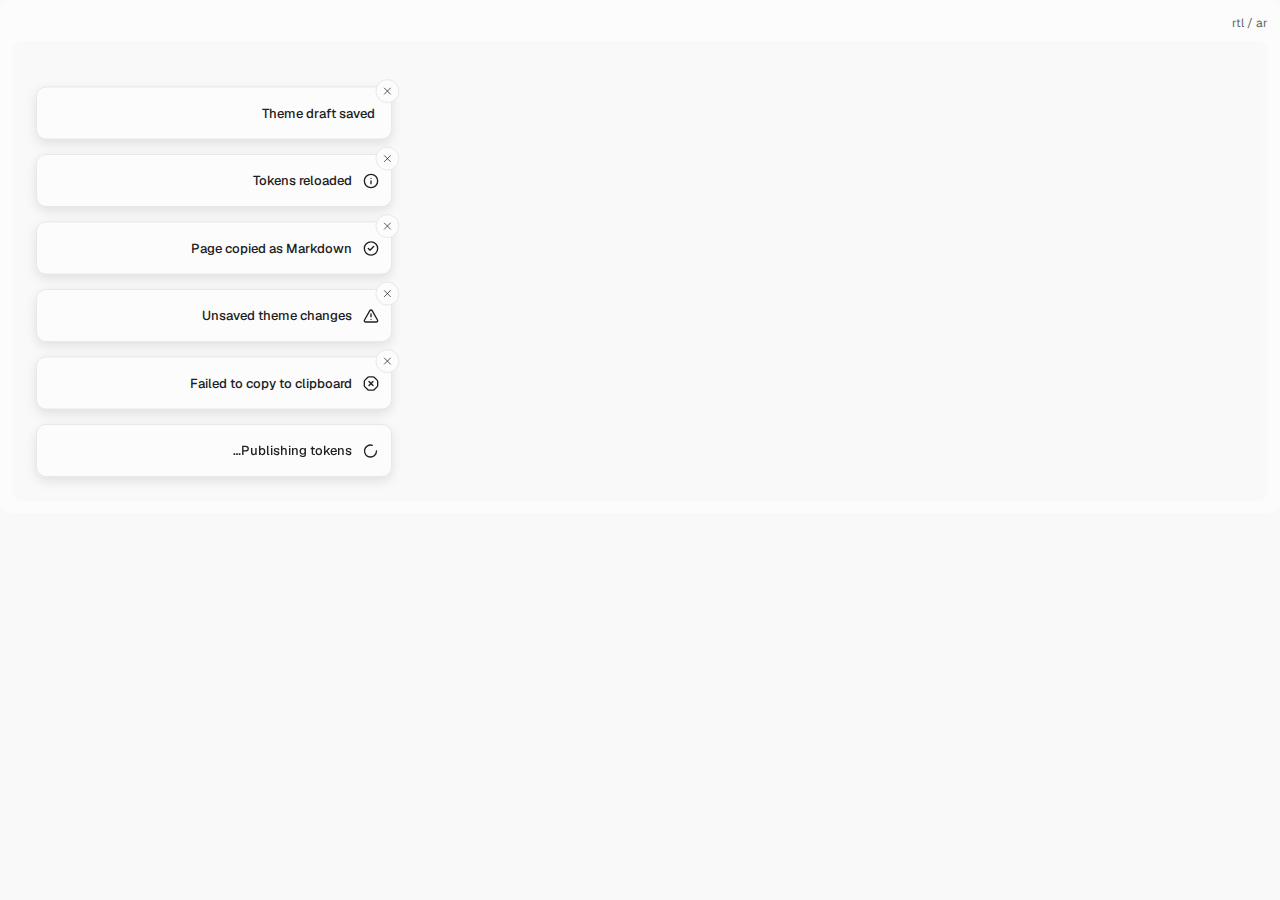 rtl / ar
Theme draft saved
Tokens reloaded
Page copied as Markdown
Unsaved theme changes
Failed to copy to clipboard
...Publishing tokens